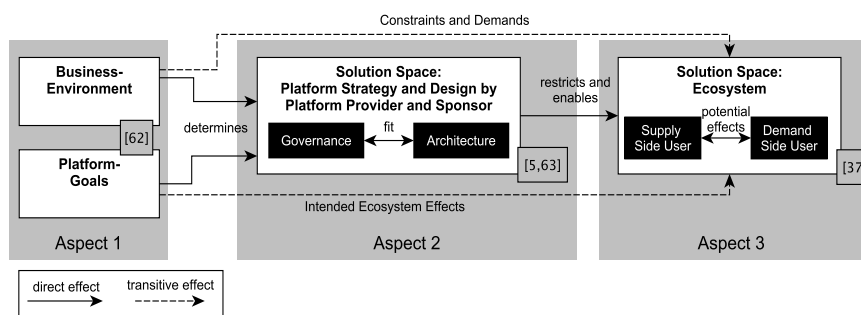 Constraints and Demands
Business-
Environment
[62]
Platform-
Goals
Aspect 1
determines
Solution Space:
Platform Strategy and Design by
Platform Provider and Sponsor
Governance
fit
Architecture
[5,63]
Aspect 2
restricts and
enables
Solution Space:
Ecosystem
potential
effects
Supply
Side User
Demand
Side User
[37
Aspect 3
Intended Ecosystem Effects
direct effect
transitive effect